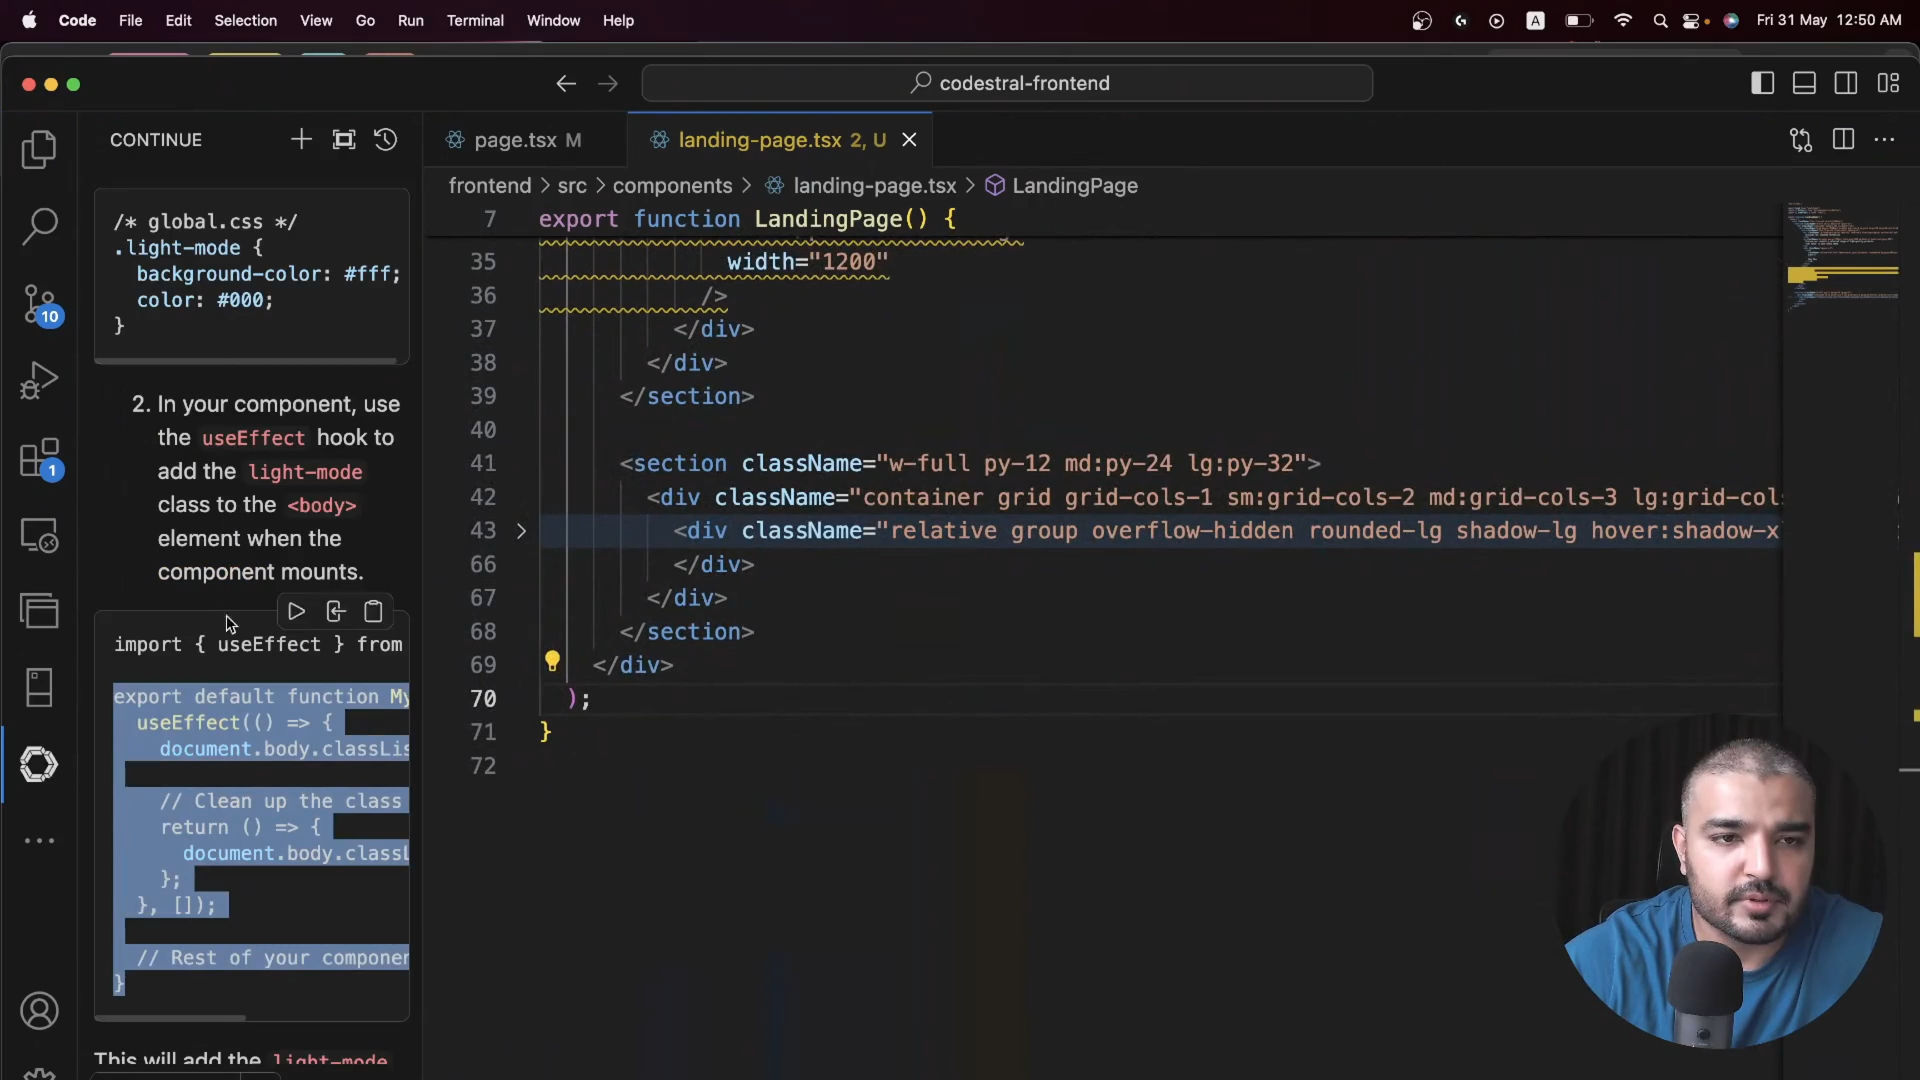 Code File Edit Selection View Go Run Terminal Window Help
A Fri 31 May 12:50 AM
codestral-frontend
CONTINUE
page.tsx M
landing-page.tsx 2, U
frontend > src > components > landing-page.tsx > LandingPage
/* global.css */
.light-mode {
background-color: #fff;
color: #000;
}
2. In your component, use
the useEffect hook to
add the light-mode
class to the <body>
element when the
component mounts.
import { useEffect } from
export default function My
useEffect(() => {
document.body.classLis
// Clean up the class
return () => {
document.body.classL
};
}, []);
// Rest of your componen
}
This will add the light-mode
10
1
7 export function LandingPage() {
35 width="1200"
36 />
37 </div>
38 </div>
39 </section>
40
41 <section className="w-full py-12 md:py-24 lg:py-32">
42 <div className="container grid grid-cols-1 sm:grid-cols-2 md:grid-cols-3 lg:grid-col
43 <div className="relative group overflow-hidden rounded-lg shadow-lg hover:shadow-x
66 </div>
67 </div>
68 </section>
69 </div>
70 );
71 }
72